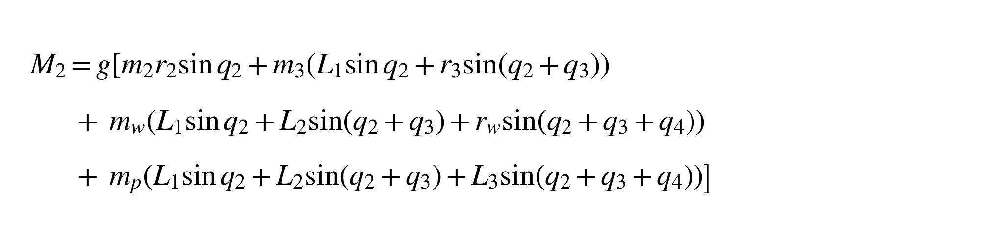 M₂ = g[m₂r₂sin q₂ + m₃(L₁sin q₂ + r₃sin(q₂ + q₃))
+ m_w(L₁sin q₂ + L₂sin(q₂ + q₃) + r_wsin(q₂ + q₃ + q₄))
+ m_p(L₁sin q₂ + L₂sin(q₂ + q₃) + L₃sin(q₂ + q₃ + q₄))]